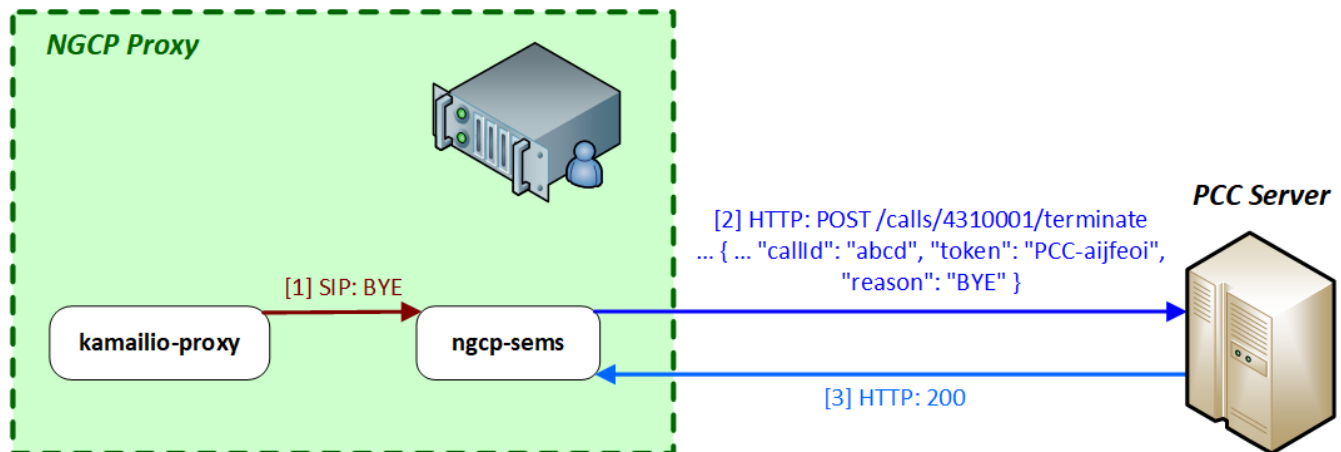 NGCP Proxy
PCC Server
[2] HTTP: POST /calls/4310001/terminate
... { ... "callId": "abcd", "token": "PCC-aijfeoi",
"reason": "BYE" }
[1] SIP: BYE
kamailio-proxy
ngcp-sems
[3] HTTP: 200